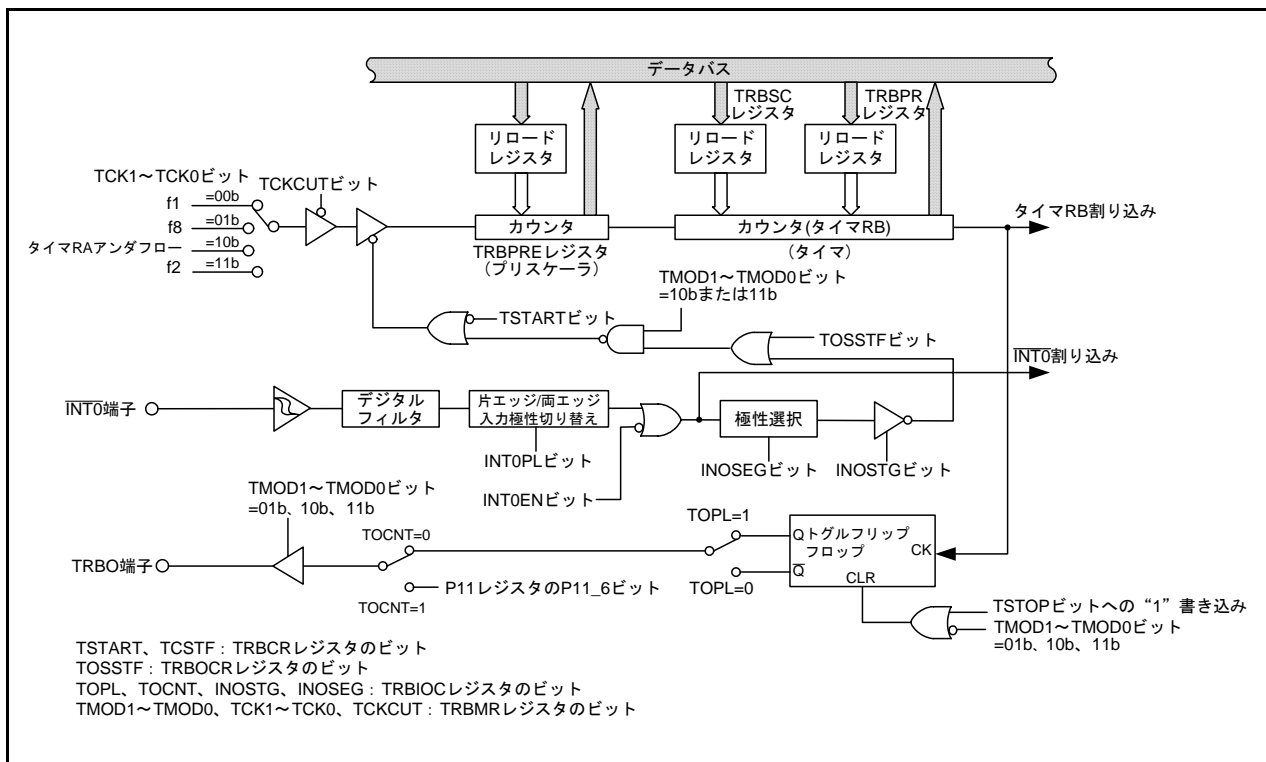 データバス
TRBSC
レジスタ
TRBPR
レジスタ
リロード
レジスタ
リロード
レジスタ
リロード
レジスタ
TCK1～TCK0ビット
f1
=00b
f8
=01b
タイマRAアンダフロー
=10b
f2
=11b
TCKCUTビット
カウンタ
TRBPREレジスタ
(プリスケーラ)
カウンタ(タイマRB)
(タイマ)
タイマRB割り込み
TMOD1～TMOD0ビット
=10bまたは11b
TSTARTビット
TOSSTFビット
INT0割り込み
INT0端子
デジタル
フィルタ
片エッジ/両エッジ
入力極性切り替え
極性選択
INT0PLビット
INOSEGビット
INOSTGビット
INT0ENビット
TMOD1～TMOD0ビット
=01b、10b、11b
TRBO端子
TOCNT=0
P11レジスタのP11_6ビット
TOCNT=1
TOPL=1
TOPL=0
Q トグルフリップ
フロップ
Q
CK
CLR
TSTOPビットへの“1”書き込み
TMOD1～TMOD0ビット
=01b、10b、11b
TSTART、TCSTF : TRBCRレジスタのビット
TOSSTF : TRBOCRレジスタのビット
TOPL、TOCNT、INOSTG、INOSEG : TRBIOCレジスタのビット
TMOD1～TMOD0、TCK1～TCK0、TCKCUT : TRBMRレジスタのビット